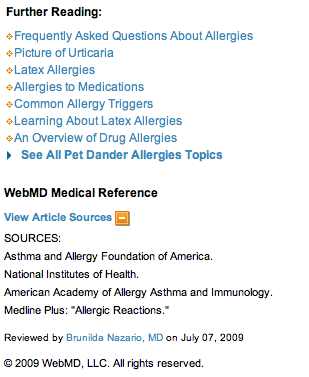 Further Reading:
Frequently Asked Questions About Allergies
Picture of Urticaria
Latex Allergies
Allergies to Medications
Common Allergy Triggers
Learning About Latex Allergies
An Overview of Drug Allergies
See All Pet Dander Allergies Topics
WebMD Medical Reference
View Article Sources
SOURCES:
Asthma and Allergy Foundation of America.
National Institutes of Health.
American Academy of Allergy Asthma and Immunology.
Medline Plus: "Allergic Reactions."
Reviewed by Brunilda Nazario, MD on July 07, 2009
© 2009 WebMD, LLC. All rights reserved.